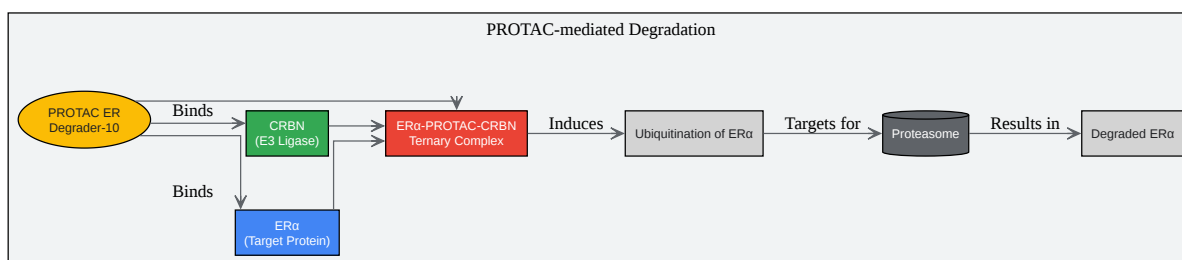 PROTAC-mediated Degradation
PROTAC ER
Degrader-10
Binds
CRBN
(E3 Ligase)
ERα-PROTAC-CRBN
Ternary Complex
Induces
Ubiquitination of ERα
Targets for
Proteasome
Results in
Degraded ERα
Binds
ERα
(Target Protein)